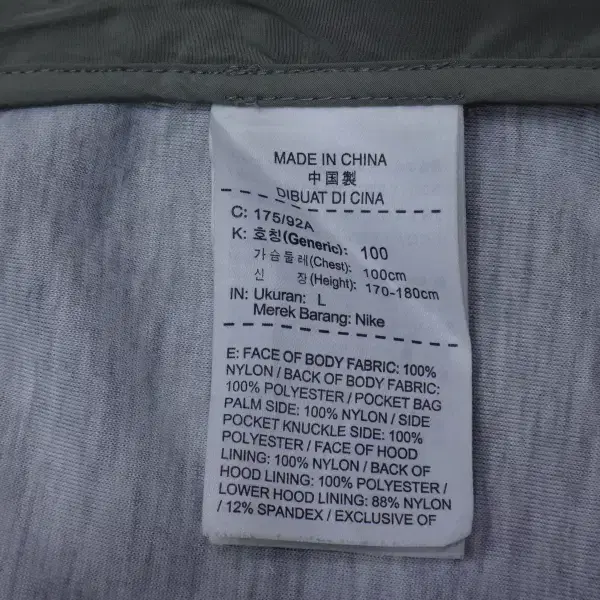 MADE IN CHINA
中国製
DIBUAT DI CINA
C: 175/92A
K: 호칭(Generic): 100
가슴둘레(Chest): 100cm
신 장(Height): 170-180cm
IN: Ukuran: L
Merek Barang: Nike
E: FACE OF BODY FABRIC: 100%
NYLON / BACK OF BODY FABRIC:
100% POLYESTER / POCKET BAG
PALM SIDE: 100% NYLON / SIDE
POCKET KNUCKLE SIDE: 100%
POLYESTER / FACE OF HOOD
LINING: 100% NYLON / BACK OF
HOOD LINING: 100% POLYESTER /
LOWER HOOD LINING: 88% NYLON
/ 12% SPANDEX / EXCLUSIVE OF